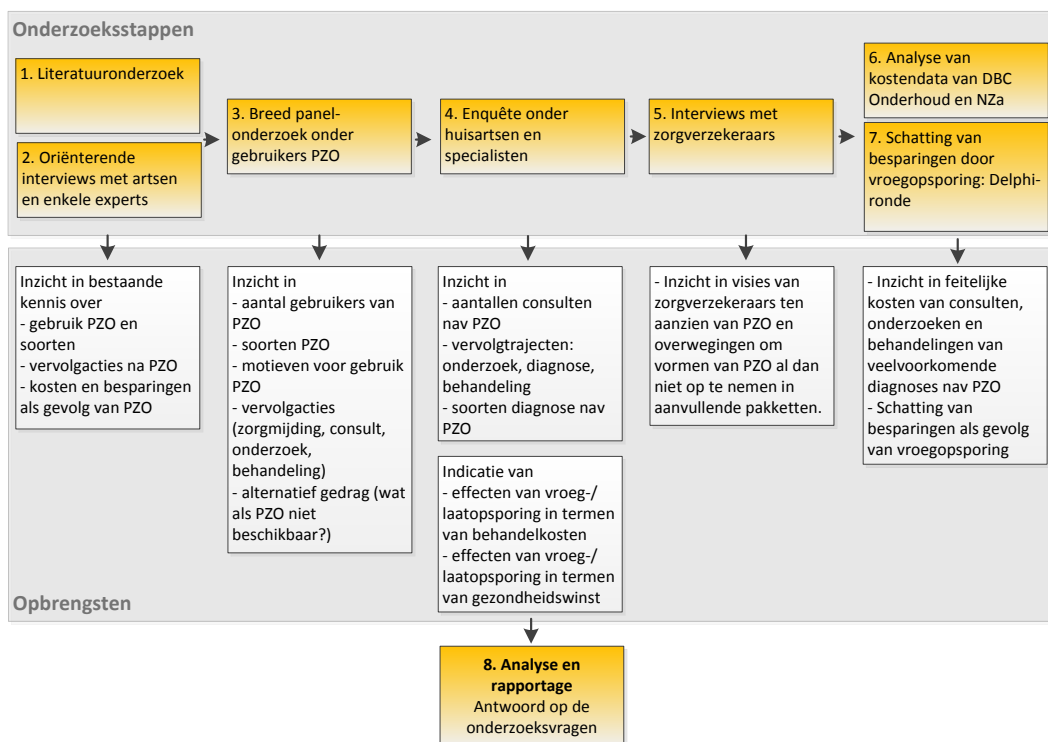 Onderzoeksstappen
1. Literatuuronderzoek
2. Oriënterende
interviews met artsen
en enkele experts
3. Breed panel-
onderzoek onder
gebruikers PZO
4. Enquête onder
huisartsen en
specialisten
5. Interviews met
zorgverzekeraars
6. Analyse van
kostendata van DBC
Onderhoud en NZa
7. Schatting van
besparingen door
vroegopsporing: Delphi-
ronde
Inzicht in bestaande
kennis over
- gebruik PZO en
soorten
- vervolgacties na PZO
- kosten en besparingen
als gevolg van PZO
Inzicht in
- aantal gebruikers van
PZO
- soorten PZO
- motieven voor gebruik
PZO
- vervolgacties
(zorgmijding, consult,
onderzoek,
behandeling)
- alternatief gedrag (wat
als PZO niet
beschikbaar?)
Inzicht in
- aantallen consulten
nav PZO
- vervolgtrajecten:
onderzoek, diagnose,
behandeling
- soorten diagnose nav
PZO
Indicatie van
- effecten van vroeg-/
laatopsporing in termen
van behandelkosten
- effecten van vroeg-/
laatopsporing in termen
van gezondheidswinst
- Inzicht in visies van
zorgverzekeraars ten
aanzien van PZO en
overwegingen om
vormen van PZO al dan
niet op te nemen in
aanvullende pakketten.
- Inzicht in feitelijke
kosten van consulten,
onderzoeken en
behandelingen van
veelvoorkomende
diagnoses nav PZO
- Schatting van
besparingen als gevolg
van vroegopsporing
Opbrengsten
8. Analyse en
rapportage
Antwoord op de
onderzoeksvragen